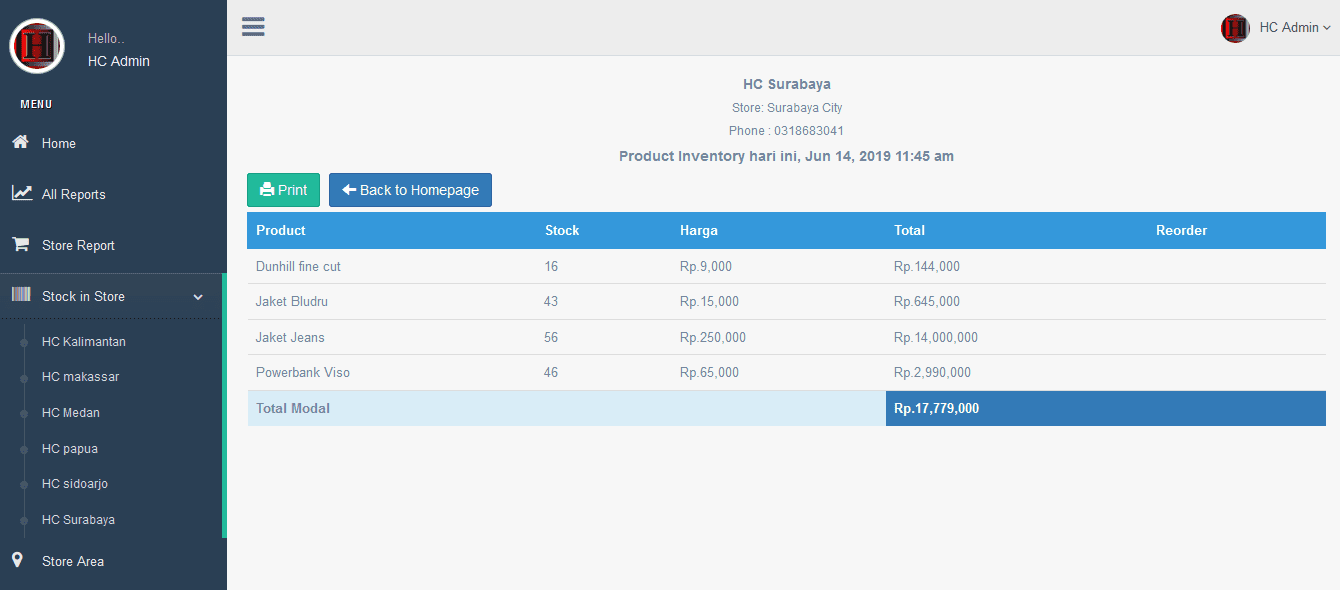 Hello..
HC Admin
MENU
Home
All Reports
Store Report
Stock in Store
HC Kalimantan
HC makassar
HC Medan
HC papua
HC sidoarjo
HC Surabaya
Store Area
H
H
HC Admin
HC Surabaya
Store: Surabaya City
Phone : 0318683041
Product Inventory hari ini, Jun 14, 2019 11:45 am
Print Back to Homepage
Product Stock Harga Total Reorder
Dunhill fine cut 16 Rp.9,000 Rp.144,000
Jaket Bludru 43 Rp.15,000 Rp.645,000
Jaket Jeans 56 Rp.250,000 Rp.14,000,000
Powerbank Viso 46 Rp.65,000 Rp.2,990,000
Total Modal Rp.17,779,000